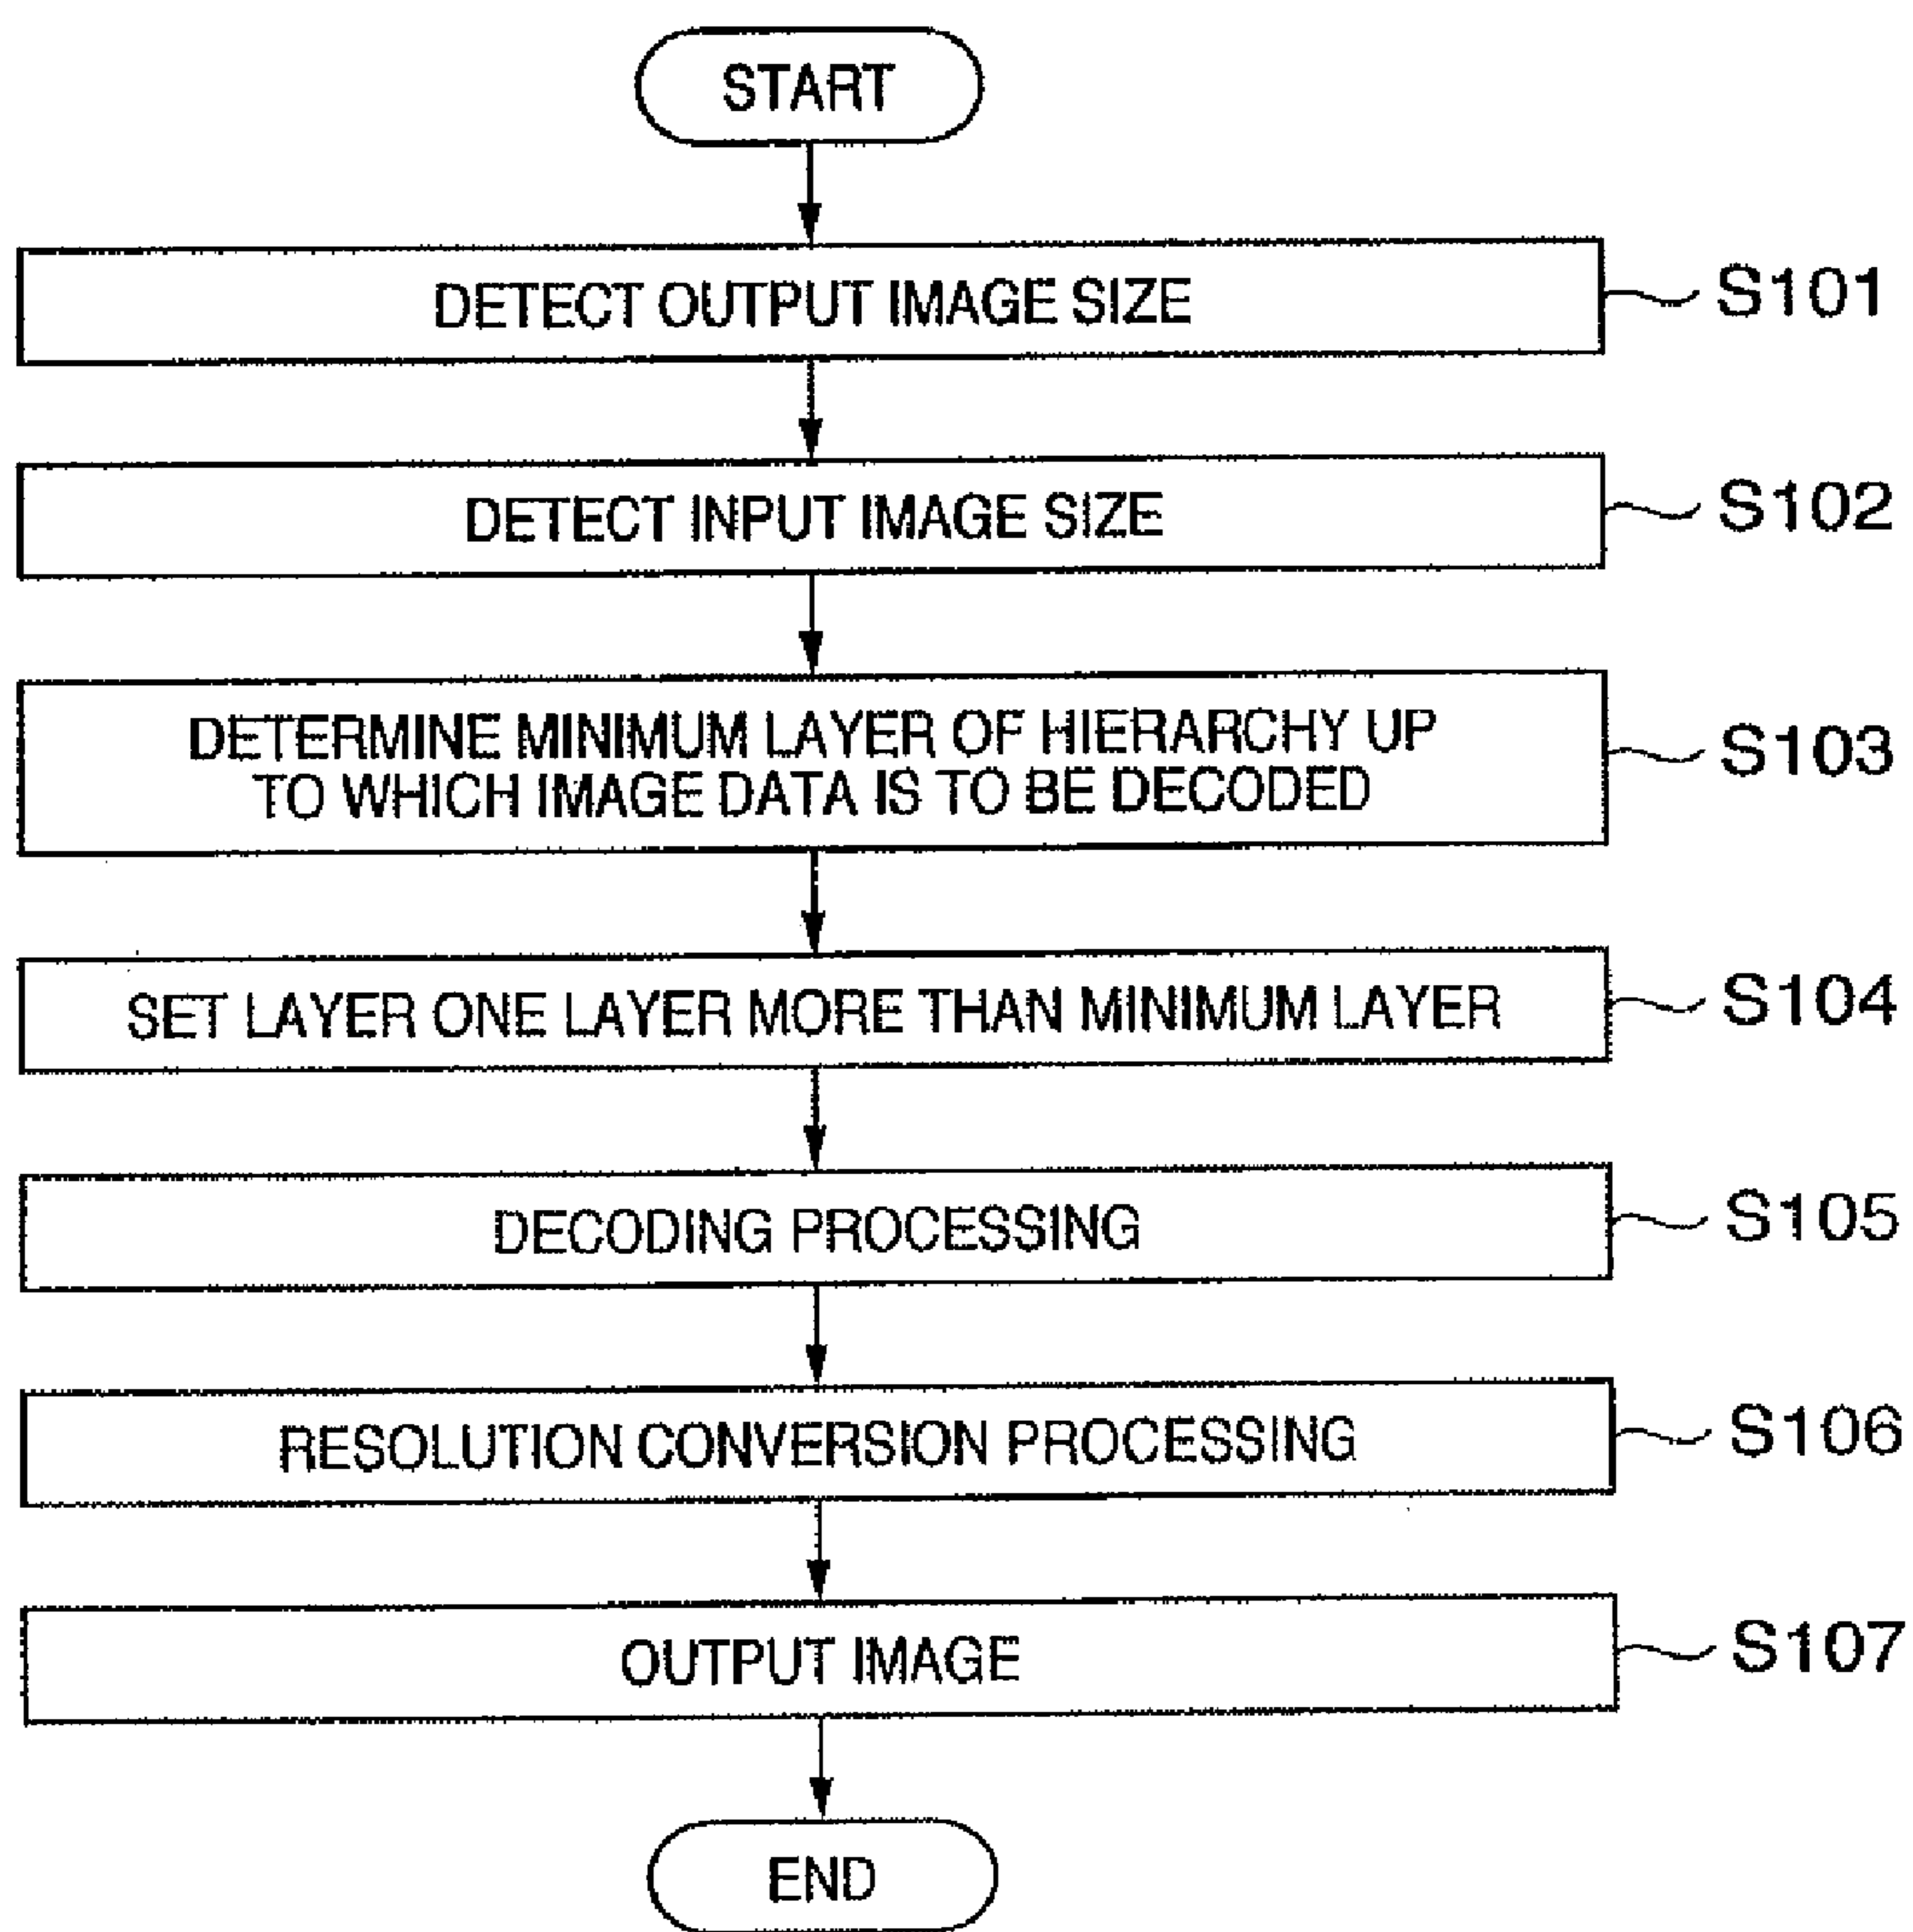 START
DETECT OUTPUT IMAGE SIZE
S101
DETECT INPUT IMAGE SIZE
S102
DETERMINE MINIMUM LAYER OF HIERARCHY UP
TO WHICH IMAGE DATA IS TO BE DECODED
S103
SET LAYER ONE LAYER MORE THAN MINIMUM LAYER
S104
DECODING PROCESSING
S105
RESOLUTION CONVERSION PROCESSING
S106
OUTPUT IMAGE
S107
END